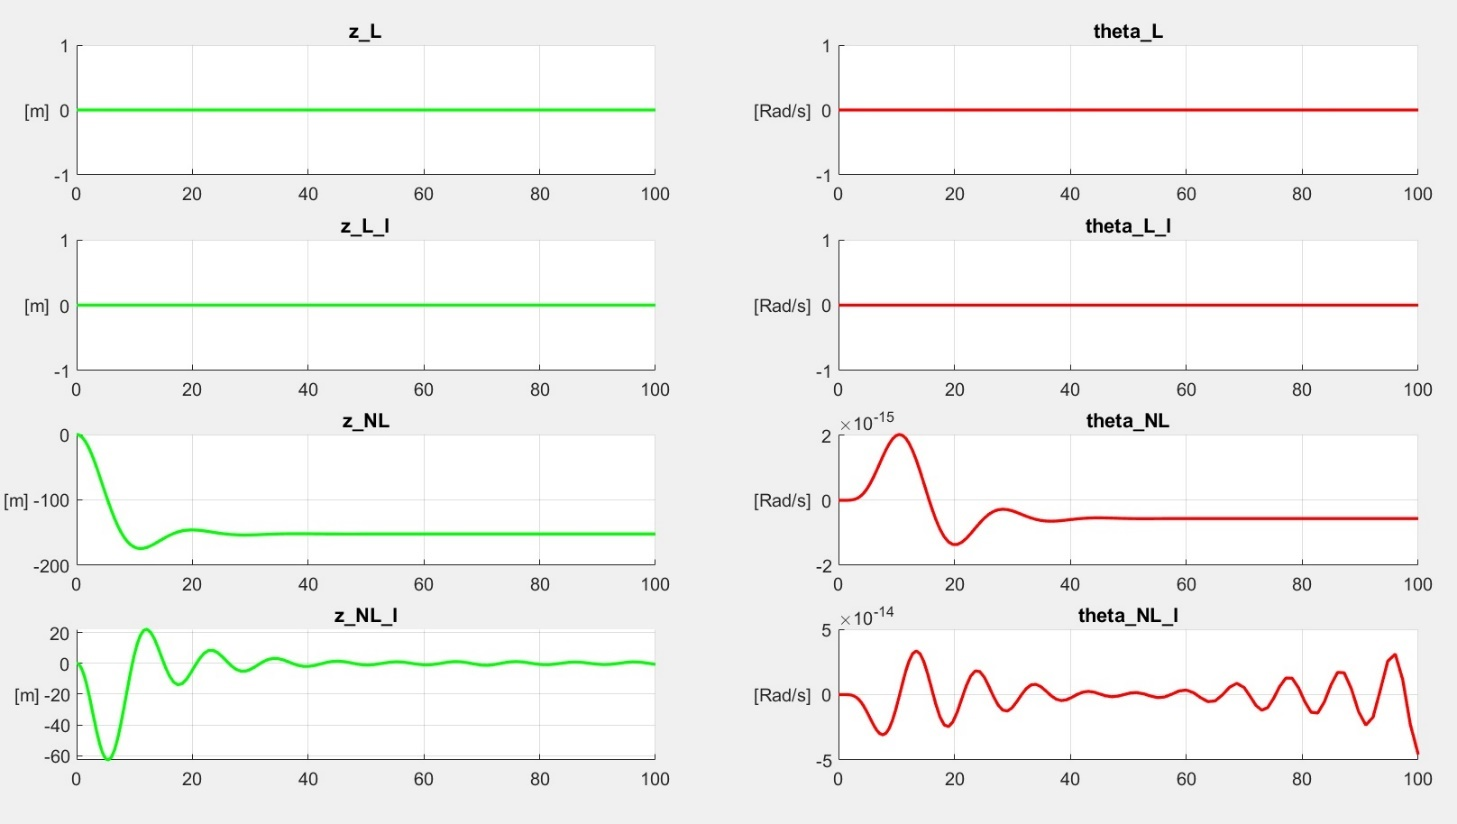 z_L
1
[m] 0
-1
0 20 40 60 80 100
theta_L
1
[Rad/s] 0
-1
0 20 40 60 80 100
z_L_I
1
[m] 0
-1
0 20 40 60 80 100
theta_L_I
1
[Rad/s] 0
-1
0 20 40 60 80 100
z_NL
0
[m] -100
-200
0 20 40 60 80 100
theta_NL
×10-15
2
[Rad/s] 0
-2
0 20 40 60 80 100
z_NL_I
20
0
[m] -20
-40
-60
0 20 40 60 80 100
theta_NL_I
×10-14
5
[Rad/s] 0
-5
0 20 40 60 80 100